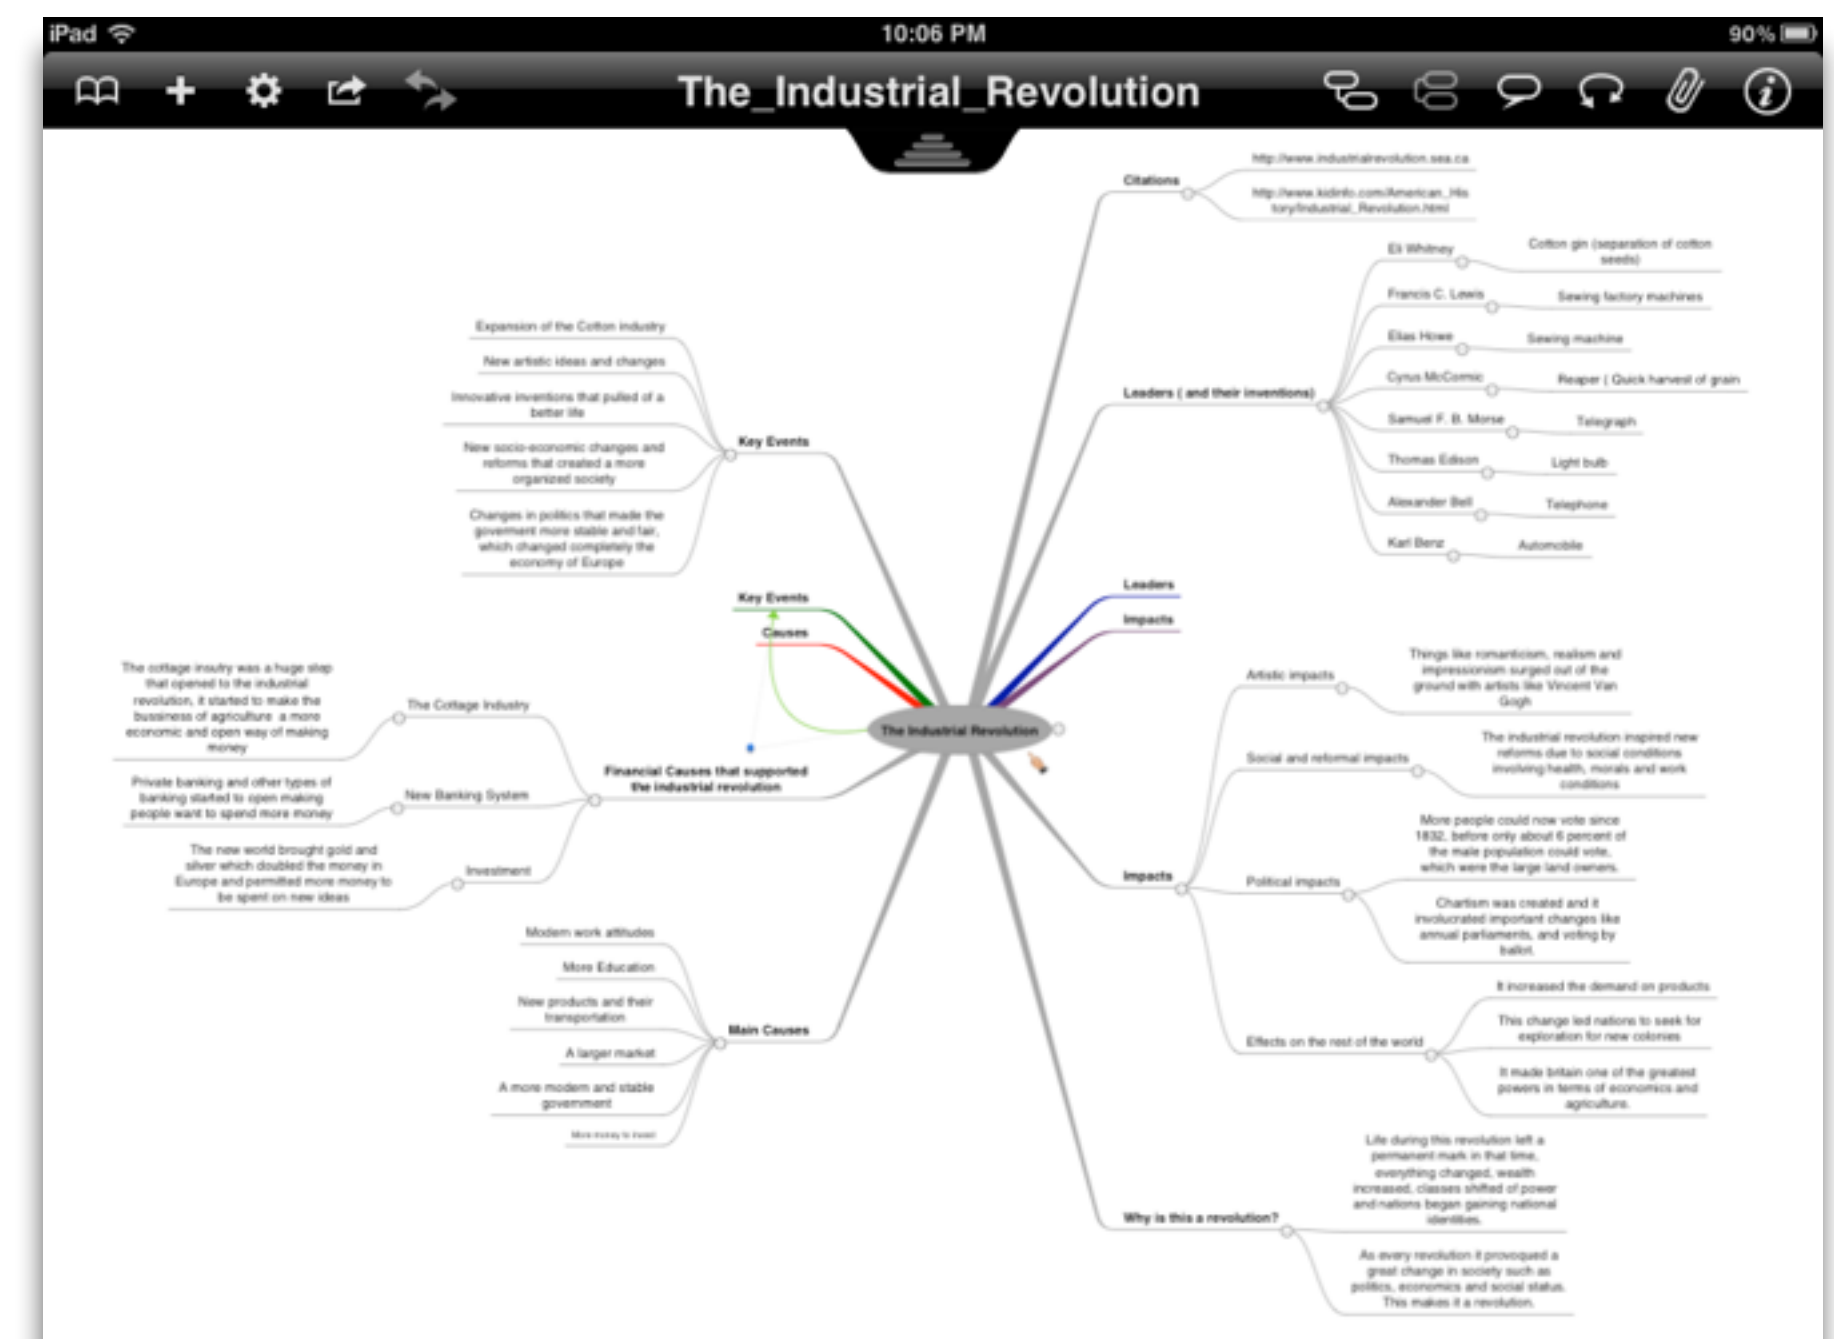 iPad
10:06 PM
90%
The_Industrial_Revolution
Citations
http://www.industrialrevolution.sea.ca
http://www.kidinfo.com/American_His
tory/Industrial_Revolution.html
Leaders ( and their inventions)
Eli Whitney
Cotton gin (separation of cotton
seeds)
Francis C. Lewis
Sewing factory machines
Elias Howe
Sewing machine
Cyrus McCormic
Reaper ( Quick harvest of grain
Samuel F. B. Morse
Telegraph
Thomas Edison
Light bulb
Alexander Bell
Telephone
Karl Benz
Automobile
Key Events
Expansion of the Cotton industry
New artistic ideas and changes
Innovative inventions that pulled of a
better life
New socio-economic changes and
reforms that created a more
organized society
Changes in politics that made the
goverment more stable and fair,
which changed completely the
economy of Europe
Key Events
Causes
Leaders
Impacts
The Industrial Revolution
Financial Causes that supported
the industrial revolution
The Cottage Industry
The cottage insutry was a huge step
that opened to the industrial
revolution, it started to make the
bussiness of agriculture a more
economic and open way of making
money
New Banking System
Private banking and other types of
banking started to open making
people want to spend more money
Investment
The new world brought gold and
silver which doubled the money in
Europe and permitted more money to
be spent on new ideas
Main Causes
Modern work attitudes
More Education
New products and their
transportation
A larger market
A more modern and stable
government
More money to invest
Impacts
Artistic impacts
Things like romanticism, realism and
impressionism surged out of the
ground with artists like Vincent Van
Gogh
Social and reformal impacts
The industrial revolution inspired new
reforms due to social conditions
involving health, morals and work
conditions
Political impacts
More people could now vote since
1832, before only about 6 percent of
the male population could vote,
which were the large land owners.
Chartism was created and it
involucrated important changes like
annual parliaments, and voting by
ballot.
Effects on the rest of the world
It increased the demand on products
This change led nations to seek for
exploration for new colonies
It made britain one of the greatest
powers in terms of economics and
agriculture.
Why is this a revolution?
Life during this revolution left a
permanent mark in that time,
everything changed, wealth
increased, classes shifted of power
and nations began gaining national
identities.
As every revolution it provoqued a
great change in society such as
politics, economics and social status.
This makes it a revolution.